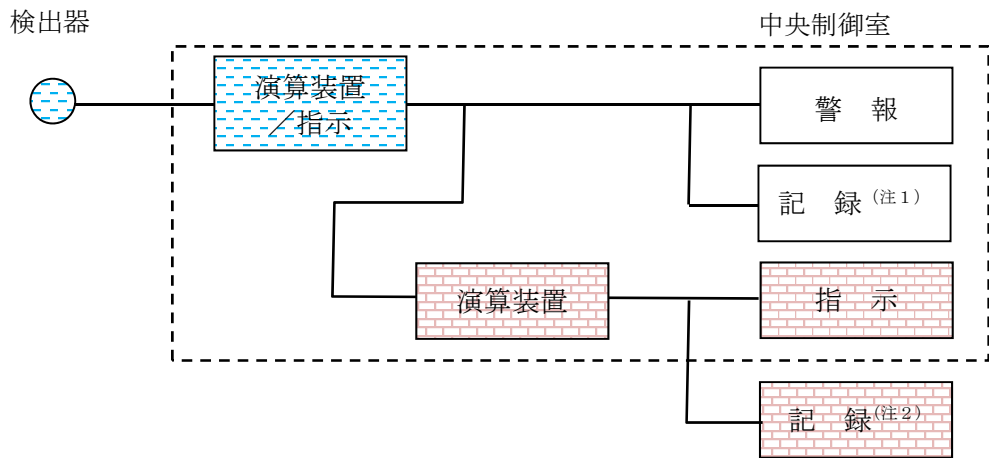 検出器
中央制御室
演算装置
／指示
警 報
記 録(注1)
演算装置
指 示
記 録(注2)